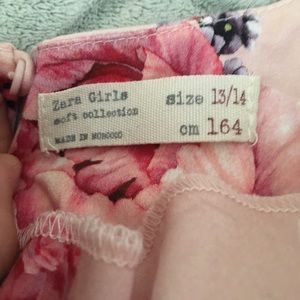 Zara Girls size 13/14
soft collection
MADE IN MOROCCO cm 164